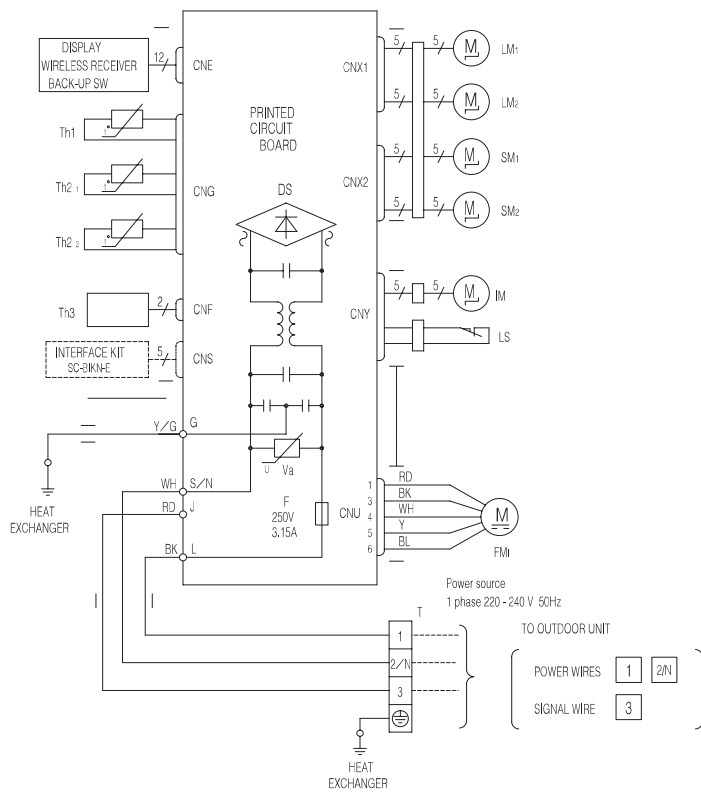 DISPLAY
WIRELESS RECEIVER
BACK-UP SW
12
CNE
PRINTED
CIRCUIT
BOARD
Th1
t°
Th2 1
t°
Th2 2
t°
CNG
DS
Th3
2
CNF
INTERFACE KIT
SC-BIKN-E
5
CNS
CNX1
5
5
M
LM1
5
5
M
LM2
CNX2
5
5
M
SM1
5
5
M
SM2
CNY
5
5
M
IM
LS
Y/G
G
HEAT
EXCHANGER
WH
S/N
RD
J
BK
L
U
Va
F
250V
3.15A
CNU
1
3
4
5
6
RD
BK
WH
Y
BL
M
FMI
Power source
1 phase 220 - 240 V 50Hz
T
1
2/N
3
TO OUTDOOR UNIT
POWER WIRES 1 2/N
SIGNAL WIRE 3
HEAT
EXCHANGER